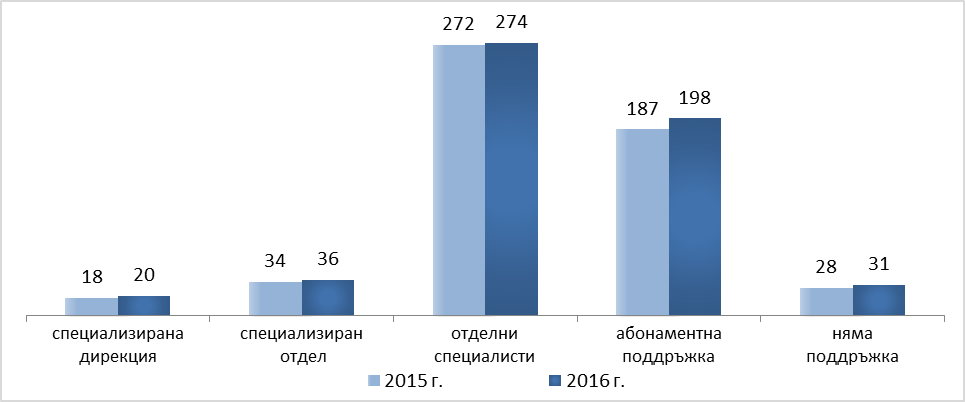 272 274
187 198
34 36
28 31
18 20
специализирана
дирекция
специализиран
отдел
отделни
специалисти
абонаментна
поддръжка
няма
поддръжка
2015 г. 2016 г.